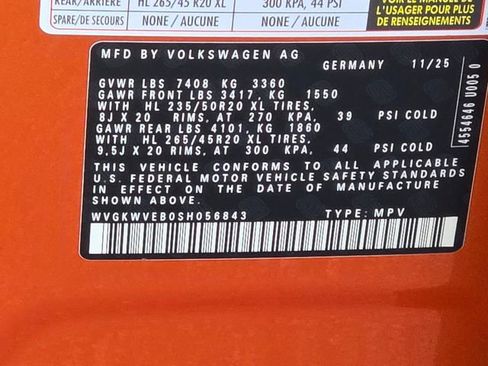 REAR/ARRIÈRE HL 265/45 R20 XL 300 KPA, 44 PSI
SPARE/DE SECOURS NONE / AUCUNE NONE / AUCUNE
VOIR LE MANUEL DE
L'USAGER POUR PLUS
DE RENSEIGNEMENTS
MFD BY VOLKSWAGEN AG
GERMANY 11/25
GVWR LBS 7408 KG 3360
GAWR FRONT LBS 3417, KG 1550
WITH HL 235/50R20 XL TIRES,
8J X 20 RIMS, AT 270 KPA, 39 PSI COLD
GAWR REAR LBS 4101, KG 1860
WITH HL 265/45R20 XL TIRES,
9,5J X 20 RIMS, AT 300 KPA, 44 PSI COLD
THIS VEHICLE CONFORMS TO ALL APPLICABLE
U.S. FEDERAL MOTOR VEHICLE SAFETY STANDARDS
IN EFFECT ON THE DATE OF MANUFACTURE
SHOWN ABOVE.
WVGKWVEB0SH056843 TYPE: MPV
4554646 U005 0